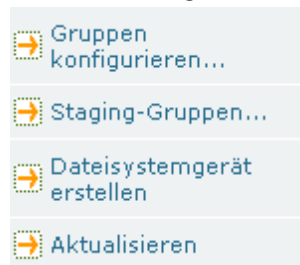 Gruppen
konfigurieren...
Staging-Gruppen...
Dateisystemgerät
erstellen
Aktualisieren